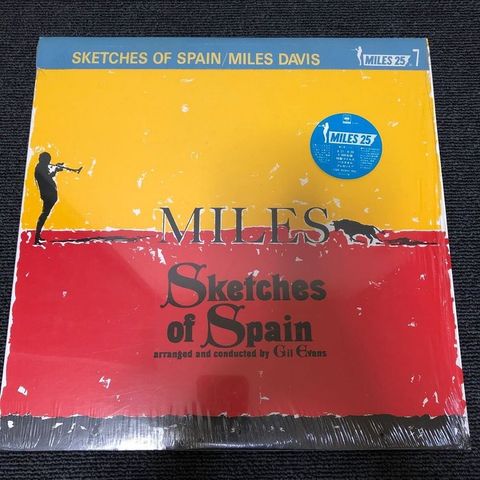 SKETCHES OF SPAIN/MILES DAVIS
MILES 25 7
MILES 25
MILES
Sketches
of Spain
arranged and conducted by Gil Evans